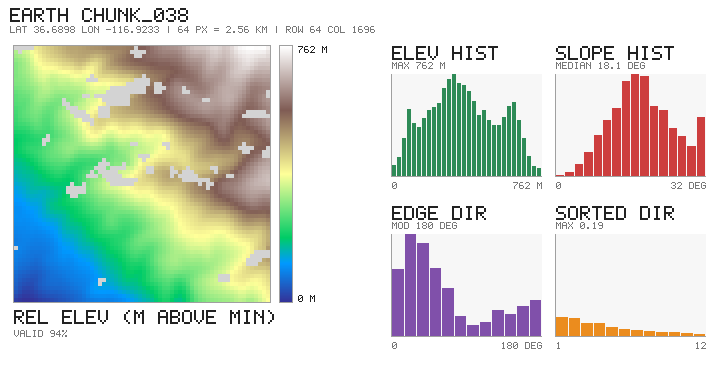 EARTH CHUNK_038
LAT 36.6898 LON -116.9233 | 64 PX = 2.56 KM | ROW 64 COL 1696
762 M
0 M
REL ELEV (M ABOVE MIN)
VALID 94%
ELEV HIST
MAX 762 M
0 762 M
SLOPE HIST
MEDIAN 18.1 DEG
0 32 DEG
EDGE DIR
MOD 180 DEG
0 180 DEG
SORTED DIR
MAX 0.19
1 12